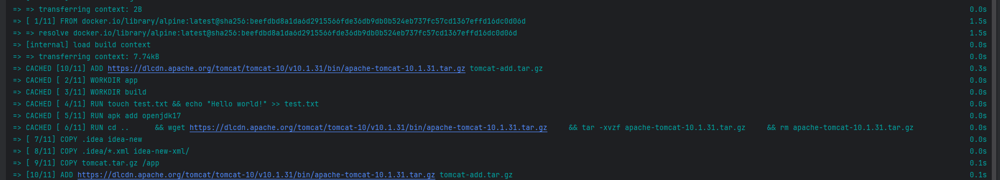 => => transferring context: 2B 0.0s
=> [ 1/11] FROM docker.io/library/alpine:latest@sha256:beefdbd8a1da6d2915566fde36db9db0b524eb737fc57cd1367effd16dc0d06d 1.5s
=> => resolve docker.io/library/alpine:latest@sha256:beefdbd8a1da6d2915566fde36db9db0b524eb737fc57cd1367effd16dc0d06d 1.5s
=> [internal] load build context 0.0s
=> => transferring context: 7.74kB 0.0s
=> CACHED [10/11] ADD https://dlcdn.apache.org/tomcat/tomcat-10/v10.1.31/bin/apache-tomcat-10.1.31.tar.gz tomcat-add.tar.gz 0.3s
=> CACHED [ 2/11] WORKDIR app 0.0s
=> CACHED [ 3/11] WORKDIR build 0.0s
=> CACHED [ 4/11] RUN touch test.txt && echo "Hello world!" >> test.txt 0.0s
=> CACHED [ 5/11] RUN apk add openjdk17 0.0s
=> CACHED [ 6/11] RUN cd ..      && wget https://dlcdn.apache.org/tomcat/tomcat-10/v10.1.31/bin/apache-tomcat-10.1.31.tar.gz     && tar -xvzf apache-tomcat-10.1.31.tar.gz     && rm apache-tomcat-10.1.31.tar.gz 0.0s
=> [ 7/11] COPY .idea idea-new 0.0s
=> [ 8/11] COPY .idea/*.xml idea-new-xml/ 0.0s
=> [ 9/11] COPY tomcat.tar.gz /app 0.1s
=> [10/11] ADD https://dlcdn.apache.org/tomcat/tomcat-10/v10.1.31/bin/apache-tomcat-10.1.31.tar.gz tomcat-add.tar.gz 0.1s